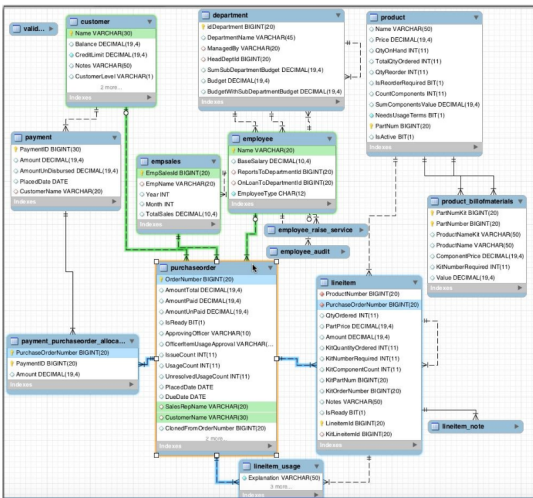 valid...
customer
Name VARCHAR(30)
Balance DECIMAL(19,4)
CreditLimit DECIMAL(19,4)
Notes VARCHAR(50)
CustomerLevel VARCHAR(1)
2 more...
Indexes
department
idDepartment BIGINT(20)
DepartmentName VARCHAR(45)
ManagedBy VARCHAR(20)
HeadDeptId BIGINT(20)
SumSubDepartmentBudget DECIMAL(19,4)
Budget DECIMAL(19,4)
BudgetWithSubDepartmentBudget DECIMAL(19,4)
Indexes
product
Name VARCHAR(50)
Price DECIMAL(19,4)
QtyOnHand INT(11)
TotalQtyOrdered INT(11)
QtyReorder INT(11)
IsReorderRequired BIT(1)
CountComponents INT(11)
SumComponentsValue DECIMAL(19,4)
NeedsUsageTerms BIT(1)
PartNum BIGINT(20)
IsActive BIT(1)
Indexes
payment
PaymentID BIGINT(30)
Amount DECIMAL(19,4)
AmountUnDisbursed DECIMAL(19,4)
PlacedDate DATE
CustomerName VARCHAR(20)
Indexes
empsales
EmpSalesId BIGINT(20)
EmpName VARCHAR(20)
Year INT
Month INT
TotalSales DECIMAL(10,4)
Indexes
employee
Name VARCHAR(20)
BaseSalary DECIMAL(10,4)
ReportsToDepartmentId BIGINT(20)
OnLoanToDepartmentId BIGINT(20)
EmployeeType CHAR(12)
Indexes
employee_raise_service
employee_audit
product_billofmaterials
PartNumKit BIGINT(20)
PartNumber BIGINT(20)
ProductNameKit VARCHAR(50)
ProductName VARCHAR(50)
ComponentPrice DECIMAL(19,4)
KitNumberRequired INT(11)
Value DECIMAL(19,4)
Indexes
purchaseorder
OrderNumber BIGINT(20)
AmountTotal DECIMAL(19,4)
AmountPaid DECIMAL(19,4)
AmountUnPaid DECIMAL(19,4)
IsReady BIT(1)
ApprovingOfficer VARCHAR(10)
OfficerItemUsageApproval VARCHAR(...
IssueCount INT(11)
UsageCount INT(11)
UnresolvedUsageCount INT(11)
PlacedDate DATE
DueDate DATE
SalesRepName VARCHAR(20)
CustomerName VARCHAR(30)
ClonedFromOrderNumber BIGINT(20)
2 more...
Indexes
lineitem
ProductNumber BIGINT(20)
PurchaseOrderNumber BIGINT(20)
QtyOrdered INT(11)
PartPrice DECIMAL(19,4)
Amount DECIMAL(19,4)
KitQuantityOrdered INT(11)
KitNumberRequired INT(11)
KitComponentCount INT(11)
KitPartNum BIGINT(20)
KitOrderNumber BIGINT(20)
Notes VARCHAR(50)
IsReady BIT(1)
LineitemId BIGINT(20)
KitLineitemId BIGINT(20)
Indexes
payment_purchaseorder_alloca...
PurchaseOrderNumber BIGINT(20)
PaymentID BIGINT(20)
Amount DECIMAL(19,4)
Indexes
lineitem_note
lineitem_usage
Explanation VARCHAR(50)
3 more...